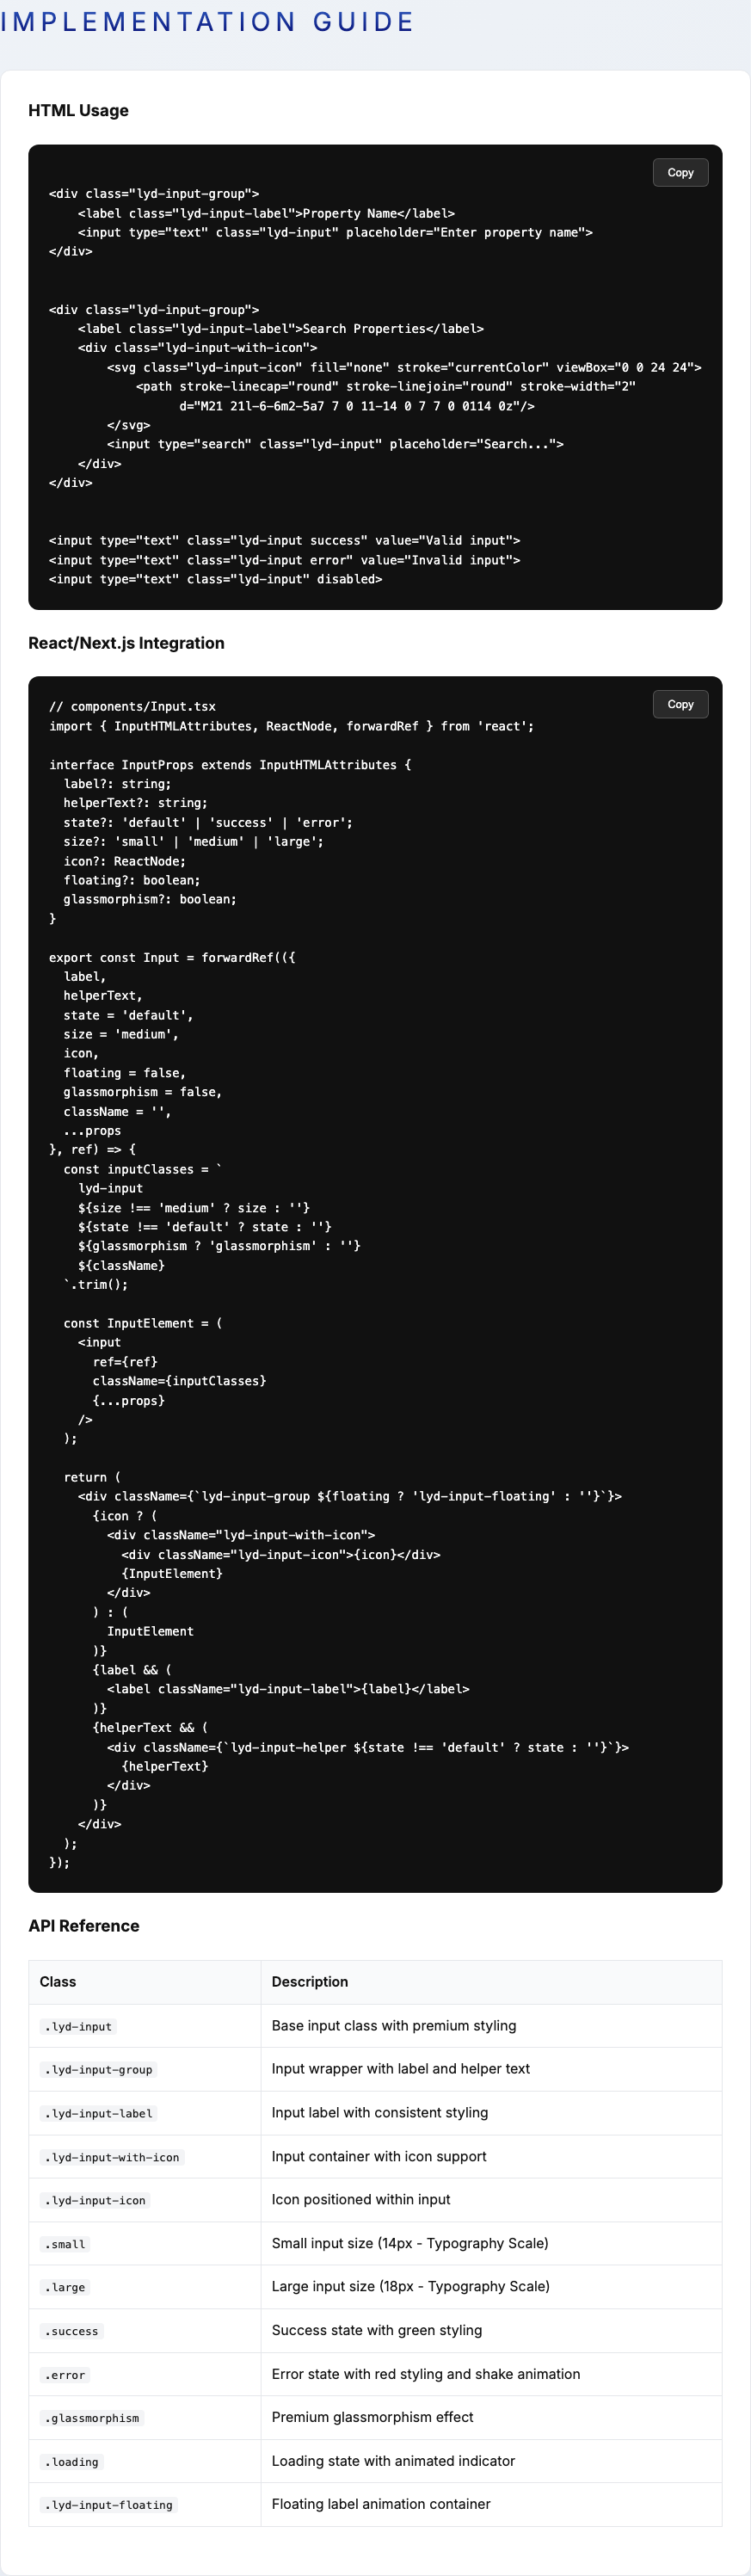 IMPLEMENTATION GUIDE
HTML Usage
Copy
<div class="lyd-input-group">
    <label class="lyd-input-label">Property Name</label>
    <input type="text" class="lyd-input" placeholder="Enter property name">
</div>
<div class="lyd-input-group">
    <label class="lyd-input-label">Search Properties</label>
    <div class="lyd-input-with-icon">
        <svg class="lyd-input-icon" fill="none" stroke="currentColor" viewBox="0 0 24 24">
            <path stroke-linecap="round" stroke-linejoin="round" stroke-width="2"
                  d="M21 21l-6-6m2-5a7 7 0 11-14 0 7 7 0 0114 0z"/>
        </svg>
        <input type="search" class="lyd-input" placeholder="Search...">
    </div>
</div>
<input type="text" class="lyd-input success" value="Valid input">
<input type="text" class="lyd-input error" value="Invalid input">
<input type="text" class="lyd-input" disabled>
React/Next.js Integration
Copy
// components/Input.tsx
import { InputHTMLAttributes, ReactNode, forwardRef } from 'react';
interface InputProps extends InputHTMLAttributes {
  label?: string;
  helperText?: string;
  state?: 'default' | 'success' | 'error';
  size?: 'small' | 'medium' | 'large';
  icon?: ReactNode;
  floating?: boolean;
  glassmorphism?: boolean;
}
export const Input = forwardRef(({
  label,
  helperText,
  state = 'default',
  size = 'medium',
  icon,
  floating = false,
  glassmorphism = false,
  className = '',
  ...props
}, ref) => {
  const inputClasses = `
    lyd-input
    ${size !== 'medium' ? size : ''}
    ${state !== 'default' ? state : ''}
    ${glassmorphism ? 'glassmorphism' : ''}
    ${className}
  `.trim();
  const InputElement = (
    <input
      ref={ref}
      className={inputClasses}
      {...props}
    />
  );
  return (
    <div className={`lyd-input-group ${floating ? 'lyd-input-floating' : ''}`}>
      {icon ? (
        <div className="lyd-input-with-icon">
          <div className="lyd-input-icon">{icon}</div>
          {InputElement}
        </div>
      ) : (
        InputElement
      )}
      {label && (
        <label className="lyd-input-label">{label}</label>
      )}
      {helperText && (
        <div className={`lyd-input-helper ${state !== 'default' ? state : ''}`}>
          {helperText}
        </div>
      )}
    </div>
  );
});
API Reference
Class Description
.lyd-input Base input class with premium styling
.lyd-input-group Input wrapper with label and helper text
.lyd-input-label Input label with consistent styling
.lyd-input-with-icon Input container with icon support
.lyd-input-icon Icon positioned within input
.small Small input size (14px - Typography Scale)
.large Large input size (18px - Typography Scale)
.success Success state with green styling
.error Error state with red styling and shake animation
.glassmorphism Premium glassmorphism effect
.loading Loading state with animated indicator
.lyd-input-floating Floating label animation container